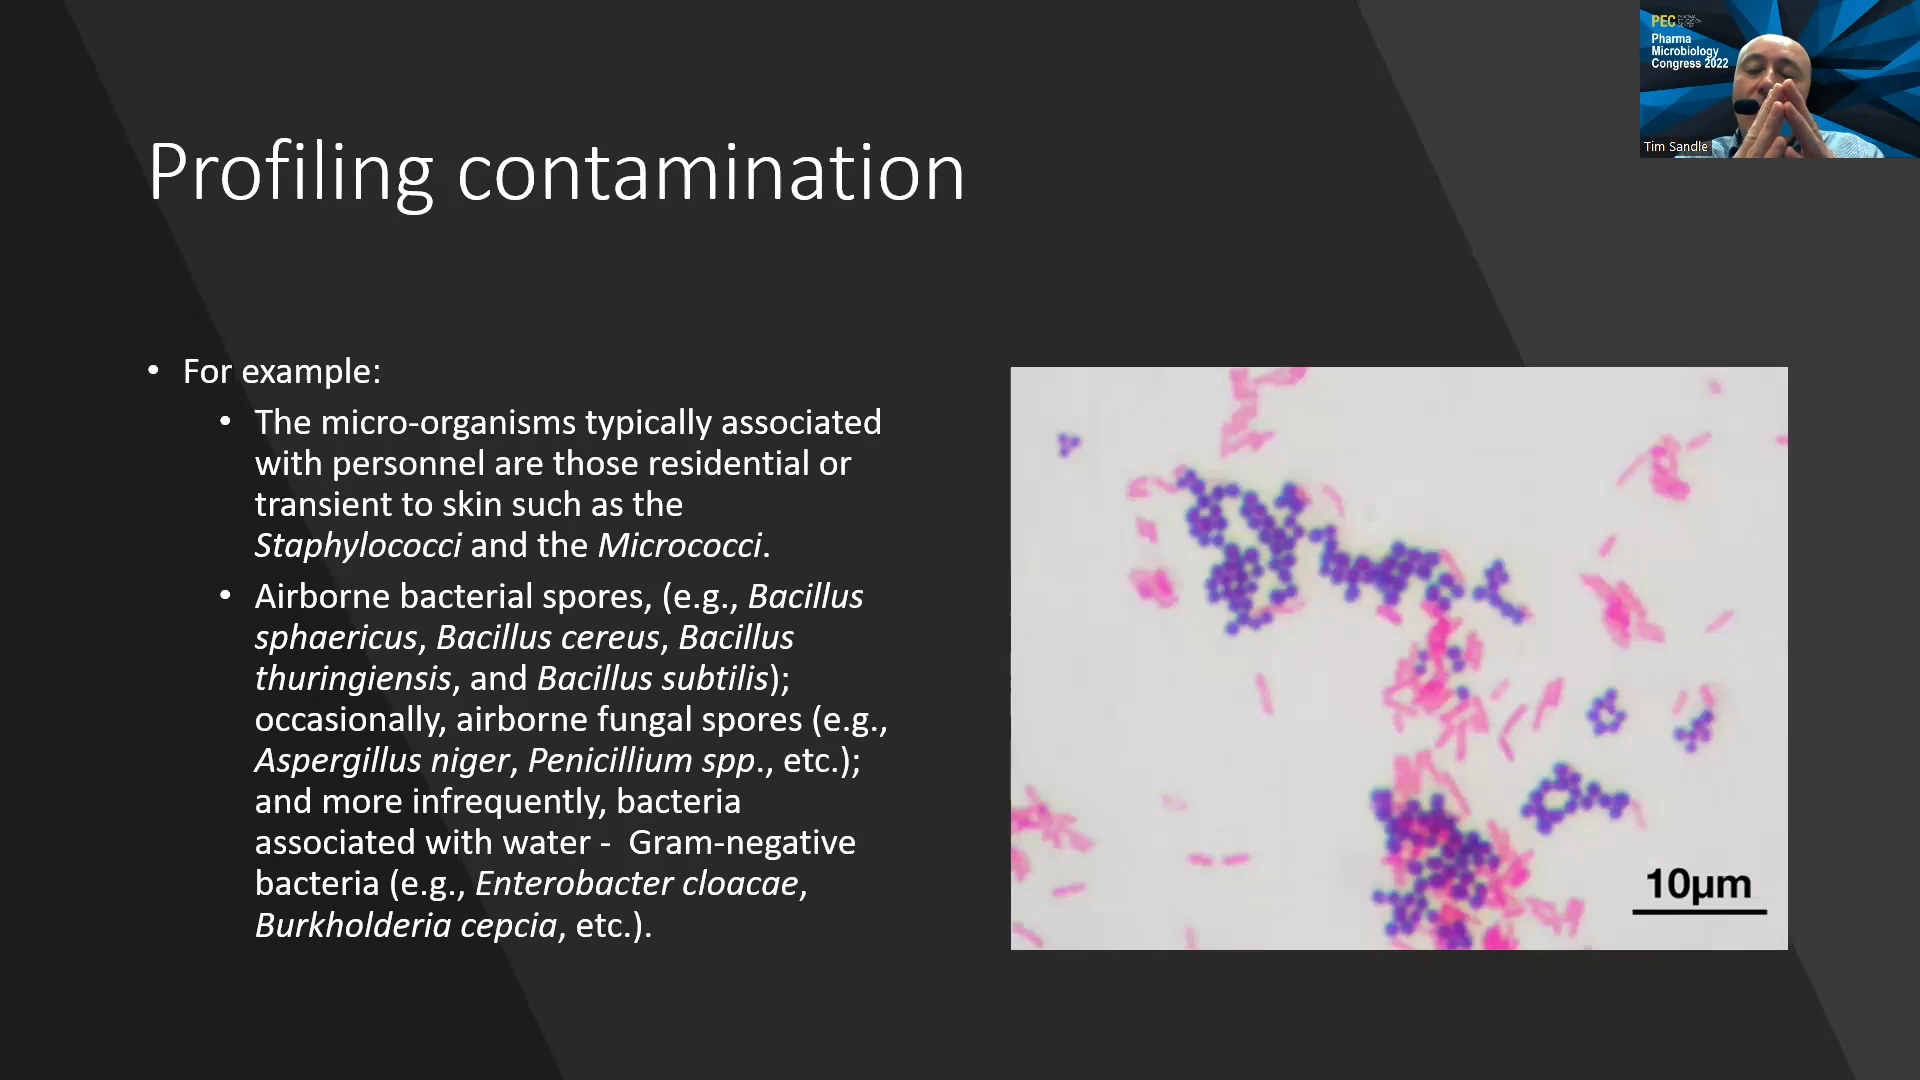 PEC
Pharma
Microbiology
Congress 2022
Tim Sandle
Profiling contamination
• For example:
• The micro-organisms typically associated
with personnel are those residential or
transient to skin such as the
Staphylococci and the Micrococci.
• Airborne bacterial spores, (e.g., Bacillus
sphaericus, Bacillus cereus, Bacillus
thuringiensis, and Bacillus subtilis);
occasionally, airborne fungal spores (e.g.,
Aspergillus niger, Penicillium spp., etc.);
and more infrequently, bacteria
associated with water -  Gram-negative
bacteria (e.g., Enterobacter cloacae,
Burkholderia cepcia, etc.).
10µm